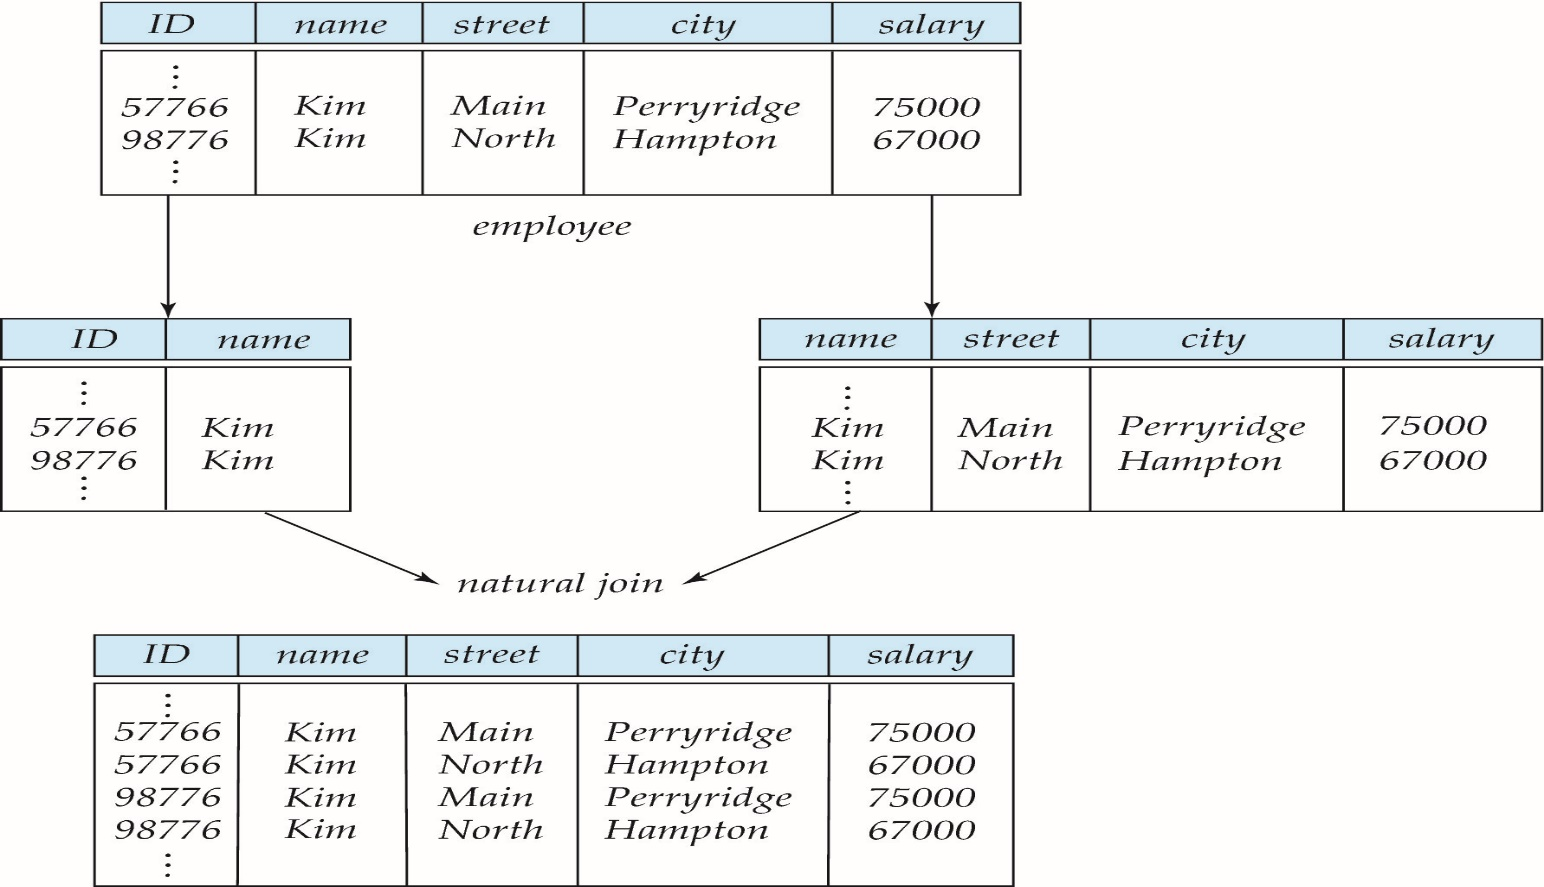 ID name street city salary
⋮
57766 Kim Main Perryridge 75000
98776 Kim North Hampton 67000
⋮
employee
ID name
⋮
57766 Kim
98776 Kim
⋮
name street city salary
⋮
Kim Main Perryridge 75000
Kim North Hampton 67000
⋮
natural join
ID name street city salary
⋮
57766 Kim Main Perryridge 75000
57766 Kim North Hampton 67000
98776 Kim Main Perryridge 75000
98776 Kim North Hampton 67000
⋮